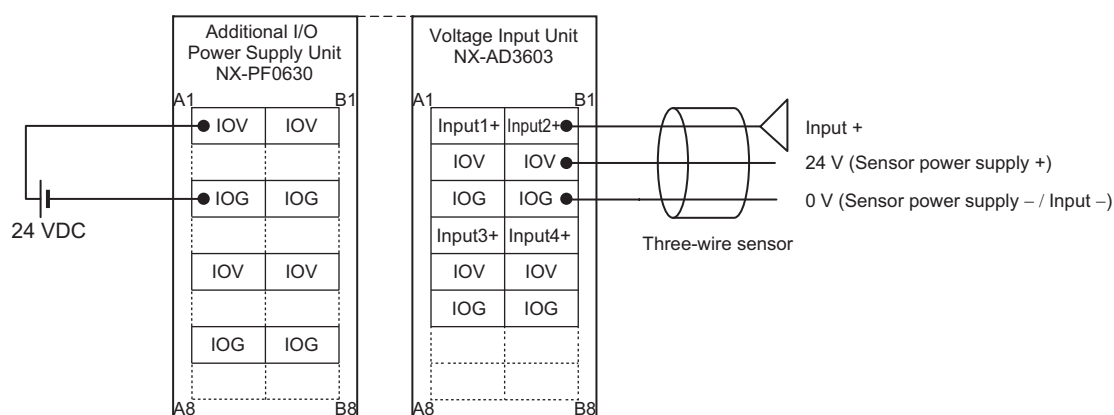 Additional I/O
Power Supply Unit
NX-PF0630
A1 B1
IOV IOV
IOG IOG
IOV IOV
IOG IOG
A8 B8
24 VDC
Voltage Input Unit
NX-AD3603
A1 B1
Input1+ Input2+
IOV IOV
IOG IOG
Input3+ Input4+
IOV IOV
IOG IOG
A8 B8
Input +
24 V (Sensor power supply +)
0 V (Sensor power supply – / Input –)
Three-wire sensor